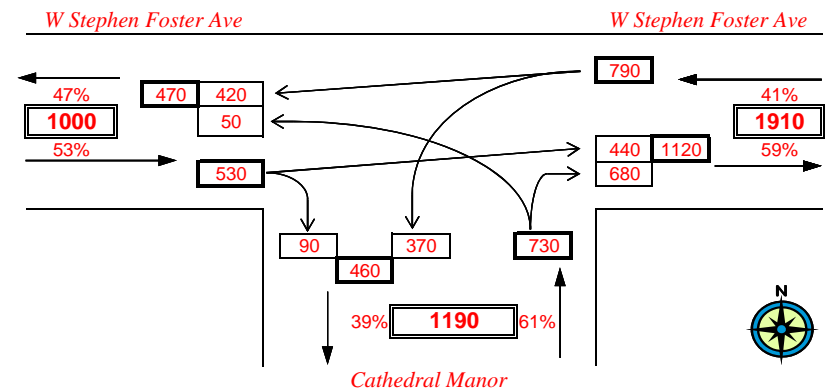 W Stephen Foster Ave W Stephen Foster Ave
790
47% 470 420 41%
1000 50 1910
53% 440 1120 59%
530 680
90 370 730
460
N
39% 1190 61%
Cathedral Manor